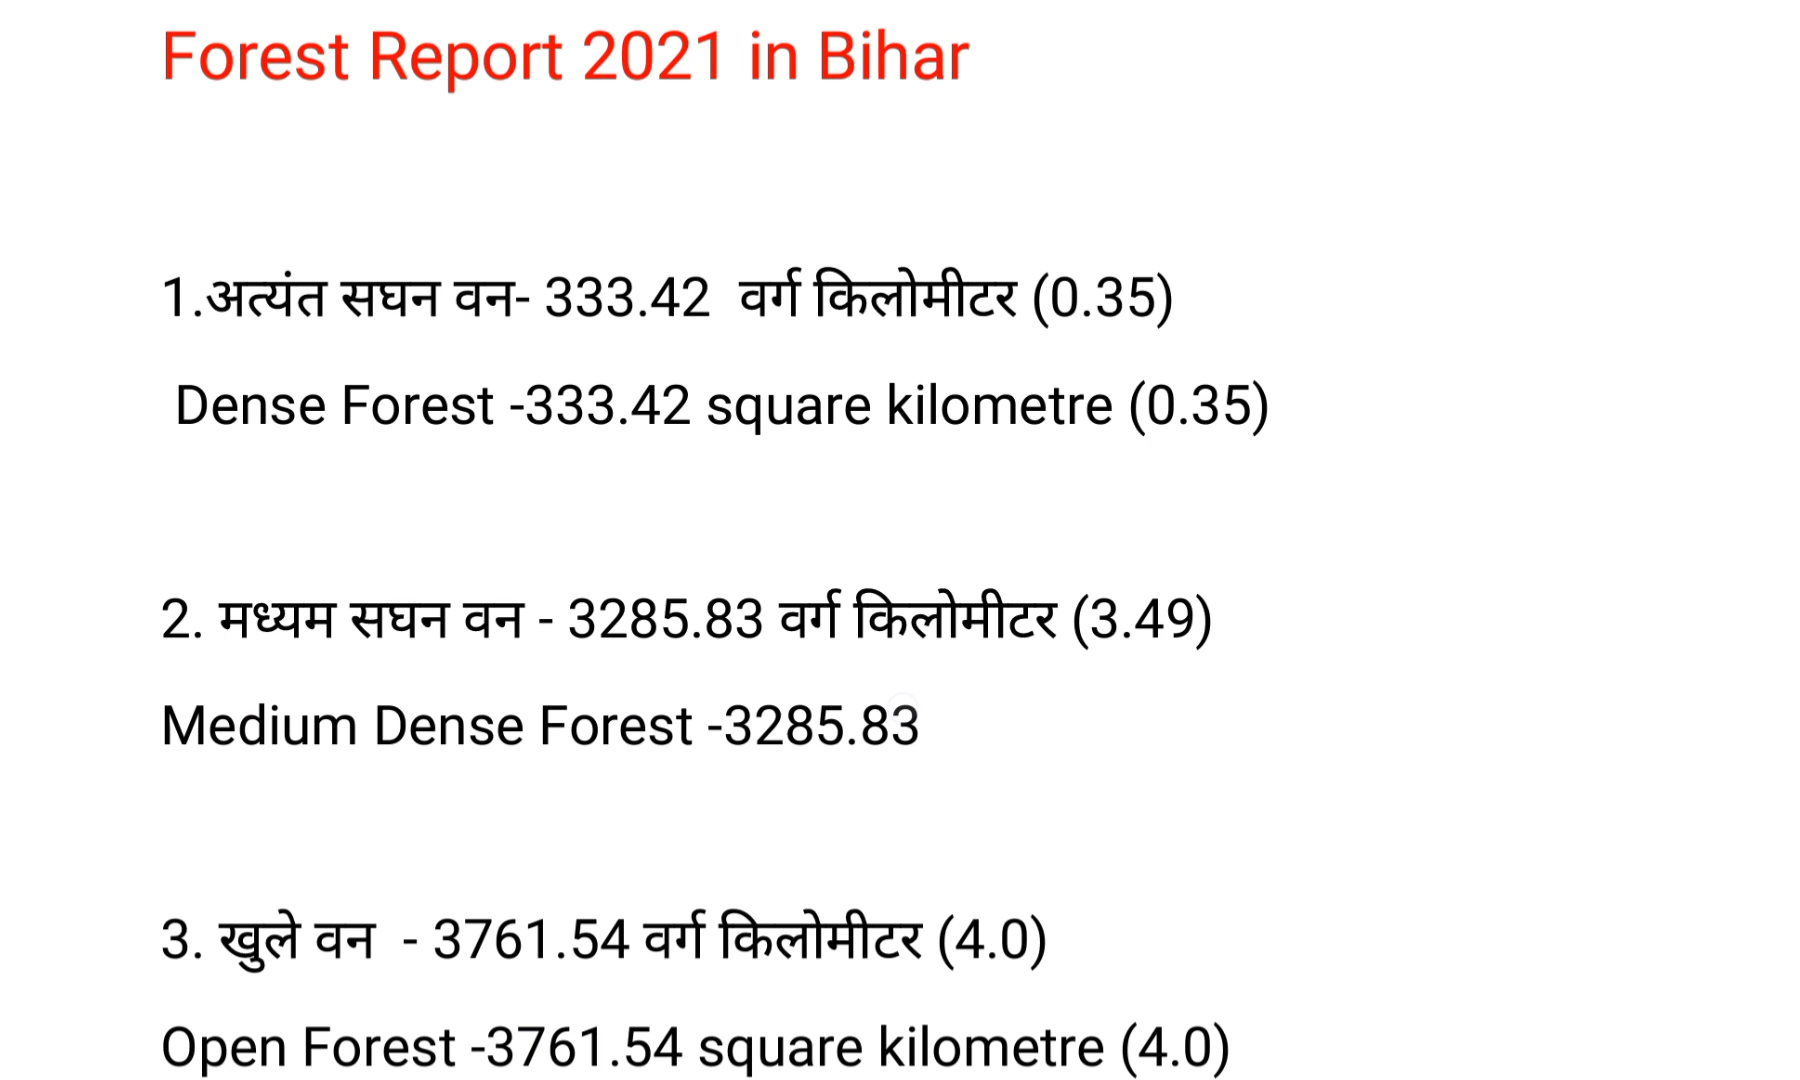 Forest Report 2021 in Bihar
1.अत्यंत सघन वन- 333.42 वर्ग किलोमीटर (0.35)
Dense Forest -333.42 square kilometre (0.35)
2. मध्यम सघन वन - 3285.83 वर्ग किलोमीटर (3.49)
Medium Dense Forest -3285.83
3. खुले वन - 3761.54 वर्ग किलोमीटर (4.0)
Open Forest -3761.54 square kilometre (4.0)